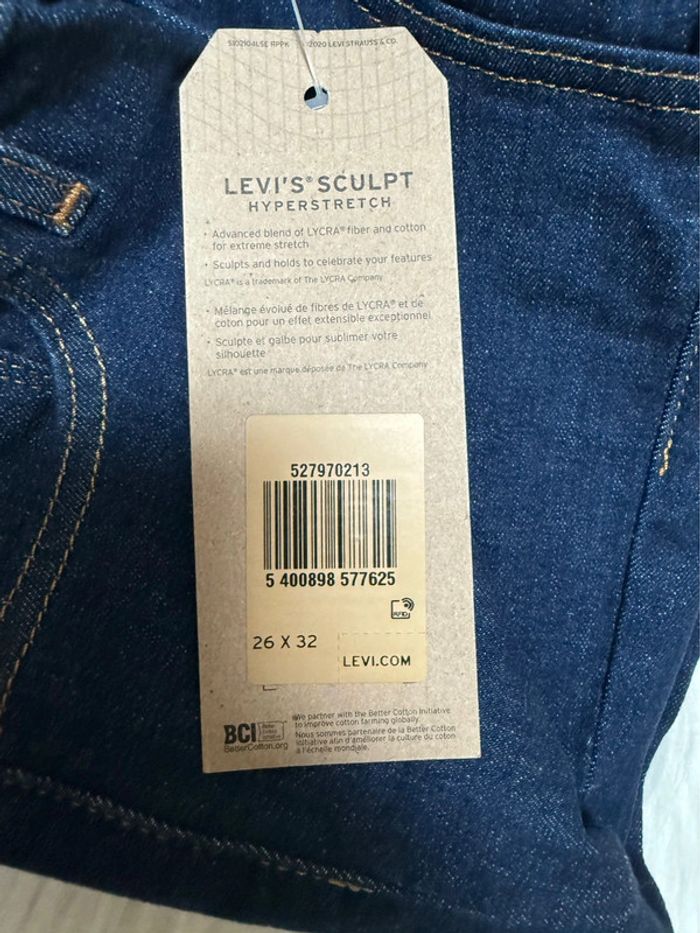 ©2020 LEVI STRAUSS & CO.
LEVI'S® SCULPT
HYPERSTRETCH
• Advanced blend of LYCRA® fiber and cotton
for extreme stretch
• Sculpts and holds to celebrate your features
LYCRA® is a trademark of The LYCRA Company
• Mélange évolué de fibres de LYCRA® et de
coton pour un effet extensible exceptionnel
• Sculpte et galbe pour sublimer votre
silhouette
LYCRA® est une marque déposée de The LYCRA Company
527970213
5 400898 577625
RFID
26 X 32
LEVI.COM
BCI
BetterCotton.org
We partner with the Better Cotton Initiative
to improve cotton farming globally.
Nous sommes partenaire de la Better Cotton
Initiative afin d'améliorer la culture du coton
à l'échelle mondiale.